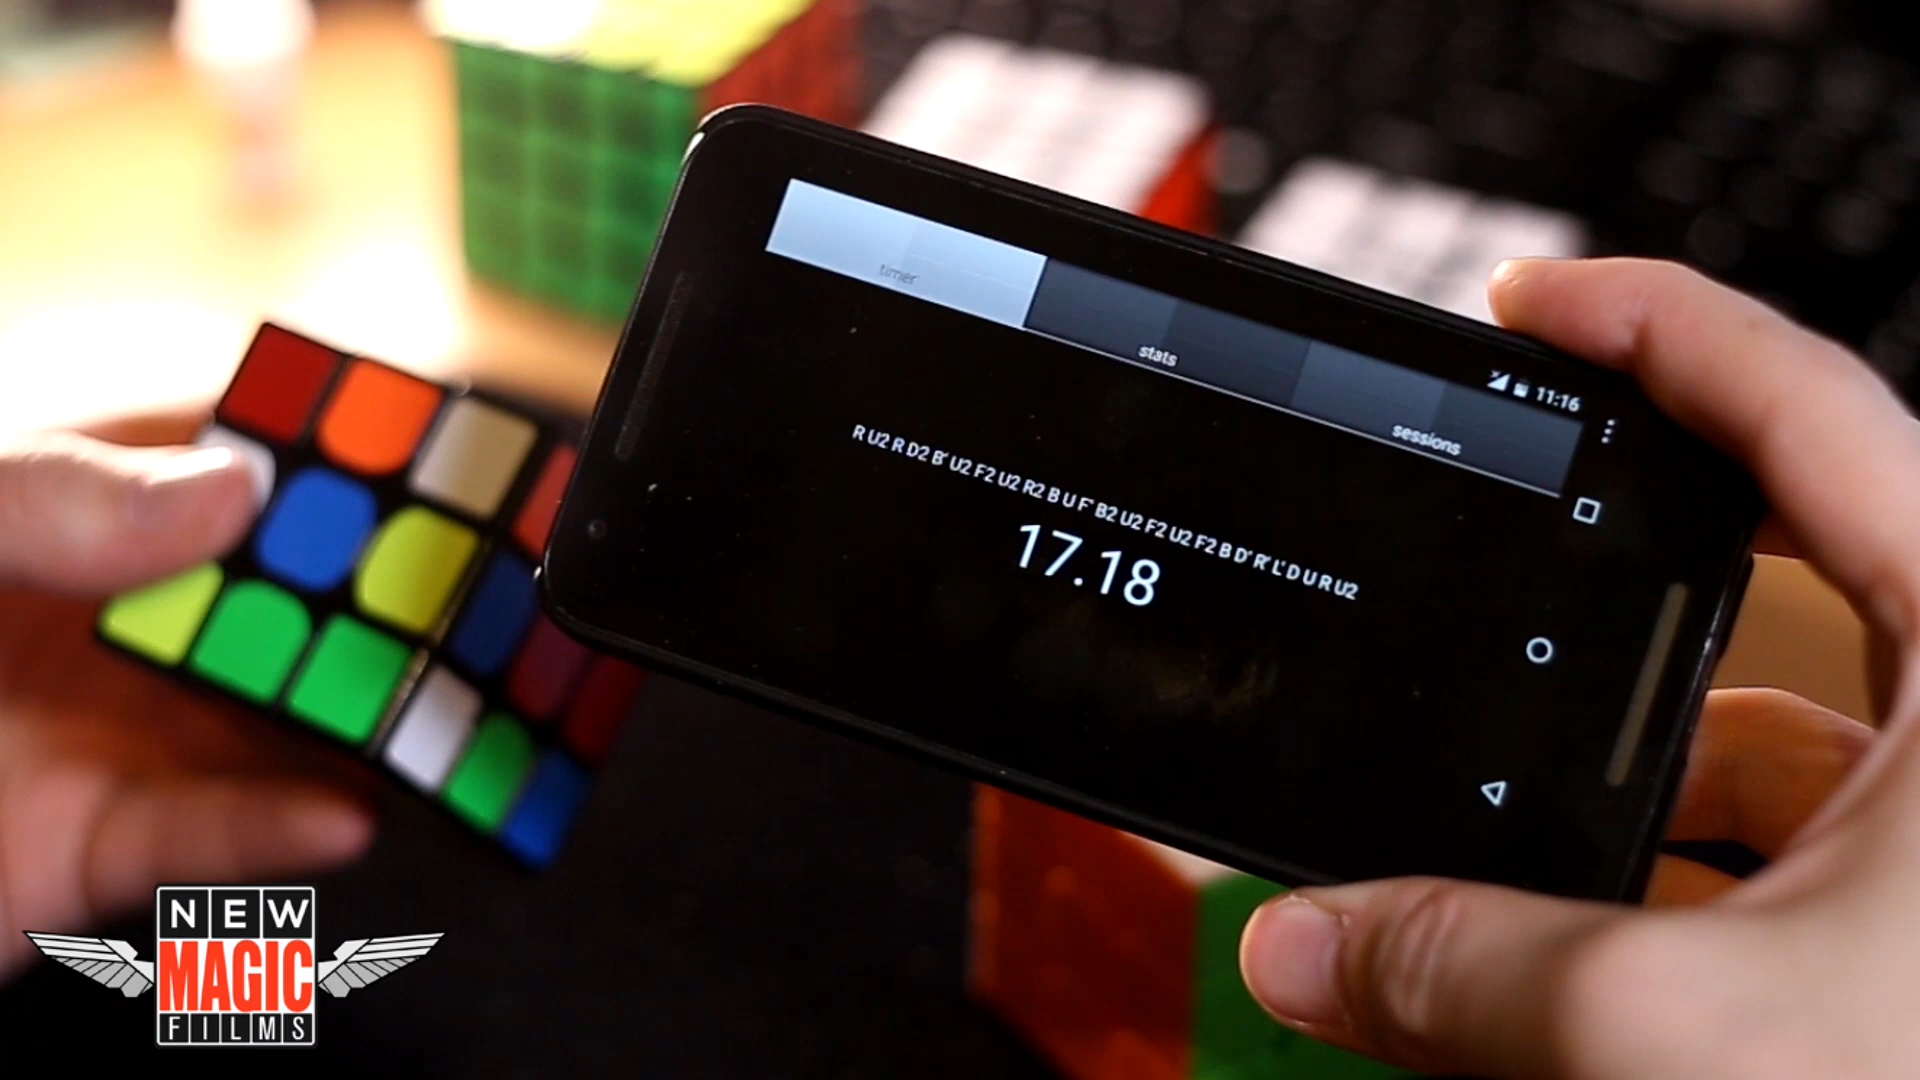 timer
stats
sessions
11:16
R U2 R D2 B' U2 F2 U2 R2 B U F' B2 U2 F2 U2 F2 B D' R' L' D U R U2
17.18
NEW
MAGIC
FILMS